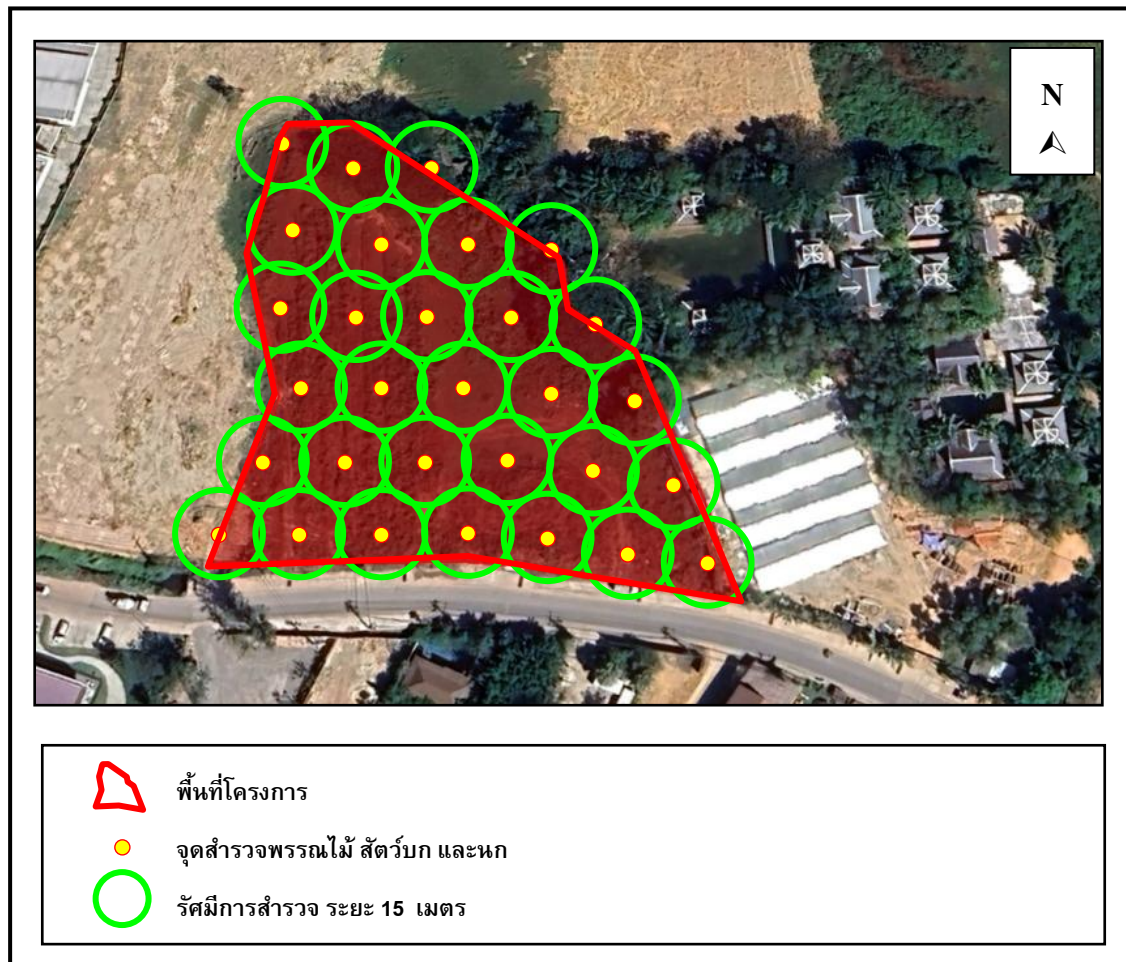 N
พื้นที่โครงการ
จุดสำรวจพรรณไม้ สัตว์บก และนก
รัศมีการสำรวจ ระยะ 15 เมตร